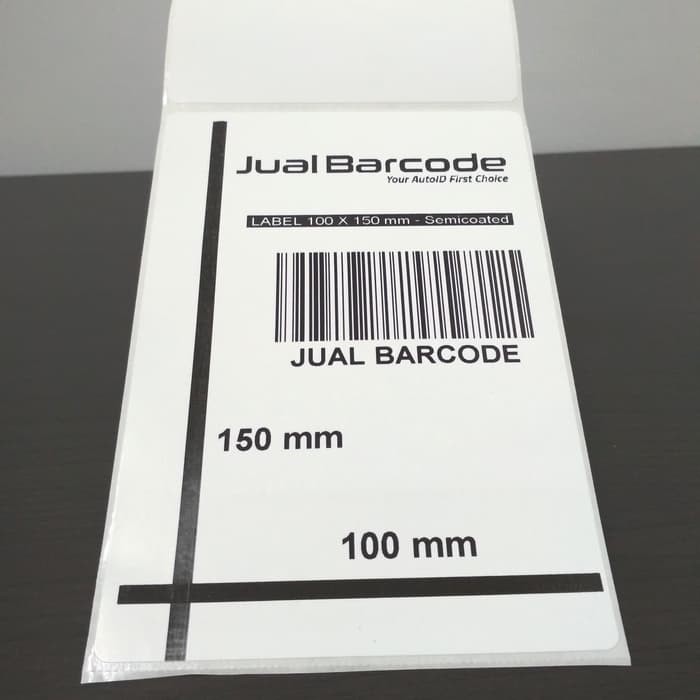 Jual Barcode
Your AutoID First Choice
LABEL 100 X 150 mm - Semicoated
JUAL BARCODE
150 mm
100 mm